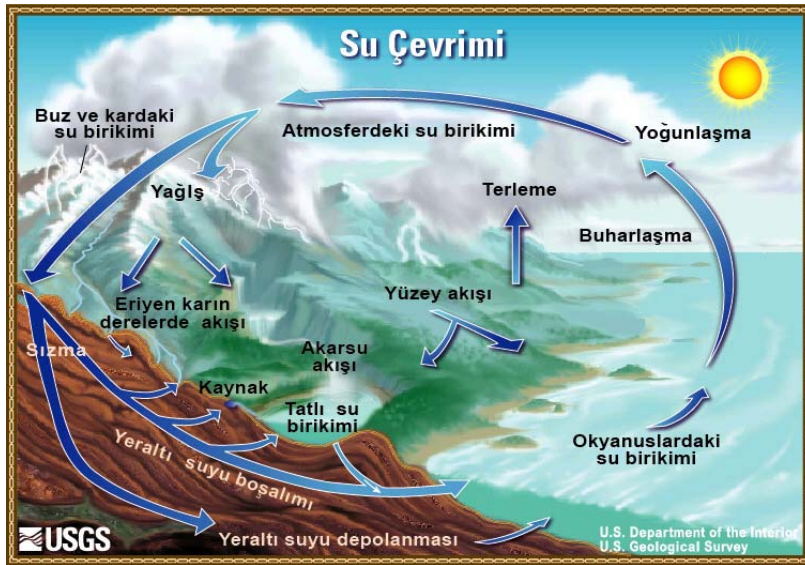 Su Çevrimi
Buz ve kardaki
su birikimi
Atmosferdeki su birikimi
Yoğunlaşma
Yağlş
Terleme
Buharlaşma
Eriyen karın
derelerde akışı
Yüzey akışı
Sızma
Akarsu
akışı
Kaynak
Tatlı su
birikimi
Okyanuslardaki
su birikimi
Yeraltı suyu boşalımı
Yeraltı suyu depolanması
USGS
U.S. Department of the Interior
U.S. Geological Survey